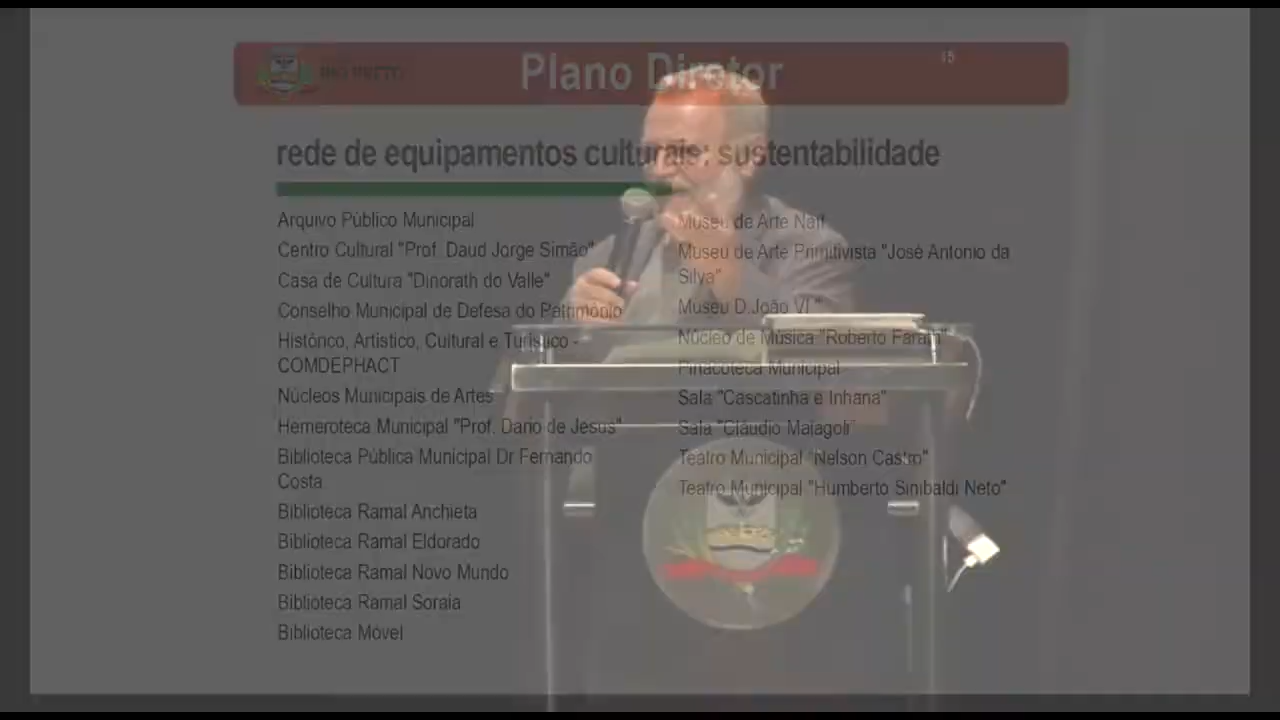 RIO PRETO
Plano Diretor
15
rede de equipamentos culturais: sustentabilidade
Arquivo Público Municipal
Centro Cultural "Prof. Daud Jorge Simão"
Casa de Cultura "Dinorath do Valle"
Conselho Municipal de Defesa do Patrimônio
Histórico, Artístico, Cultural e Turístico -
COMDEPHACT
Núcleos Municipais de Artes
Hemeroteca Municipal "Prof. Dario de Jesus"
Biblioteca Pública Municipal Dr Fernando
Costa
Biblioteca Ramal Anchieta
Biblioteca Ramal Eldorado
Biblioteca Ramal Novo Mundo
Biblioteca Ramal Soraia
Biblioteca Móvel
Museu de Arte Naïf
Museu de Arte Primitivista "José Antonio da
Silva"
Museu D.João VI "
Núcleo de Música "Roberto Farath"
Pinacoteca Municipal
Sala "Cascatinha e Inhana"
Sala "Cláudio Malagoli"
Teatro Municipal "Nelson Castro"
Teatro Municipal "Humberto Sinibaldi Neto"